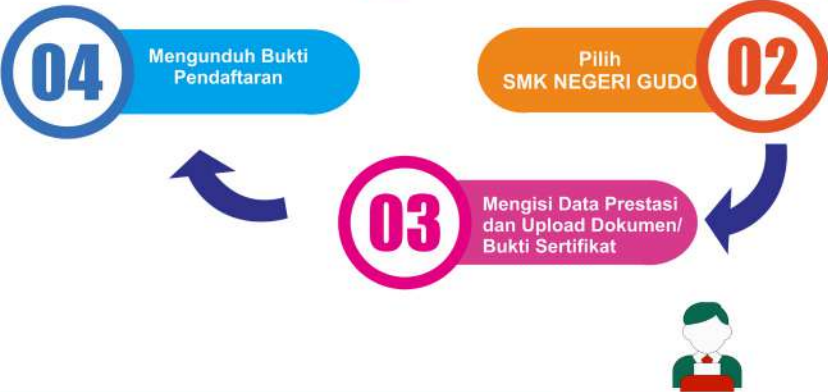 04
Mengunduh Bukti
Pendaftaran
Pilih
SMK NEGERI GUDO
02
03
Mengisi Data Prestasi
dan Upload Dokumen/
Bukti Sertifikat